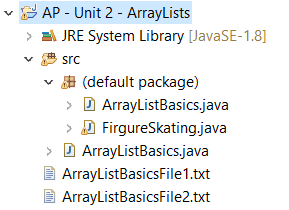 AP - Unit 2 - ArrayLists
JRE System Library [JavaSE-1.8]
src
(default package)
ArrayListBasics.java
FirgureSkating.java
ArrayListBasics.java
ArrayListBasicsFile1.txt
ArrayListBasicsFile2.txt